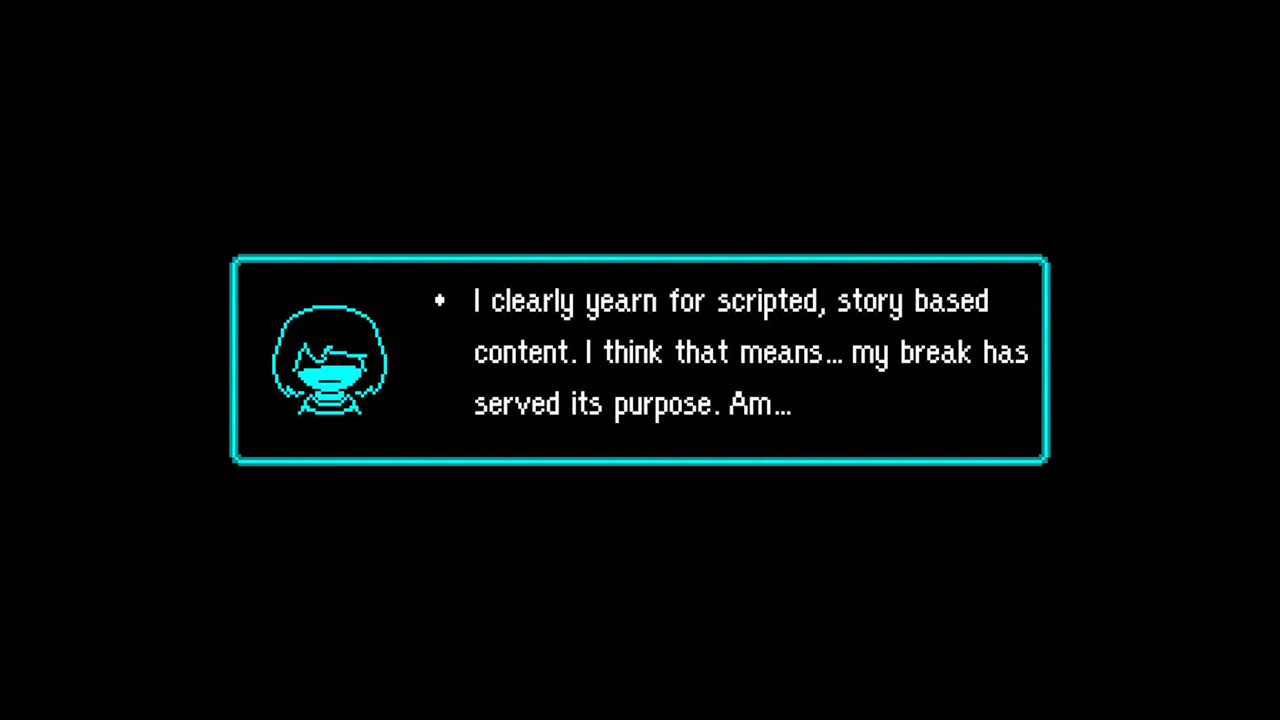 • I clearly yearn for scripted, story based
content. I think that means... my break has
served its purpose. Am...